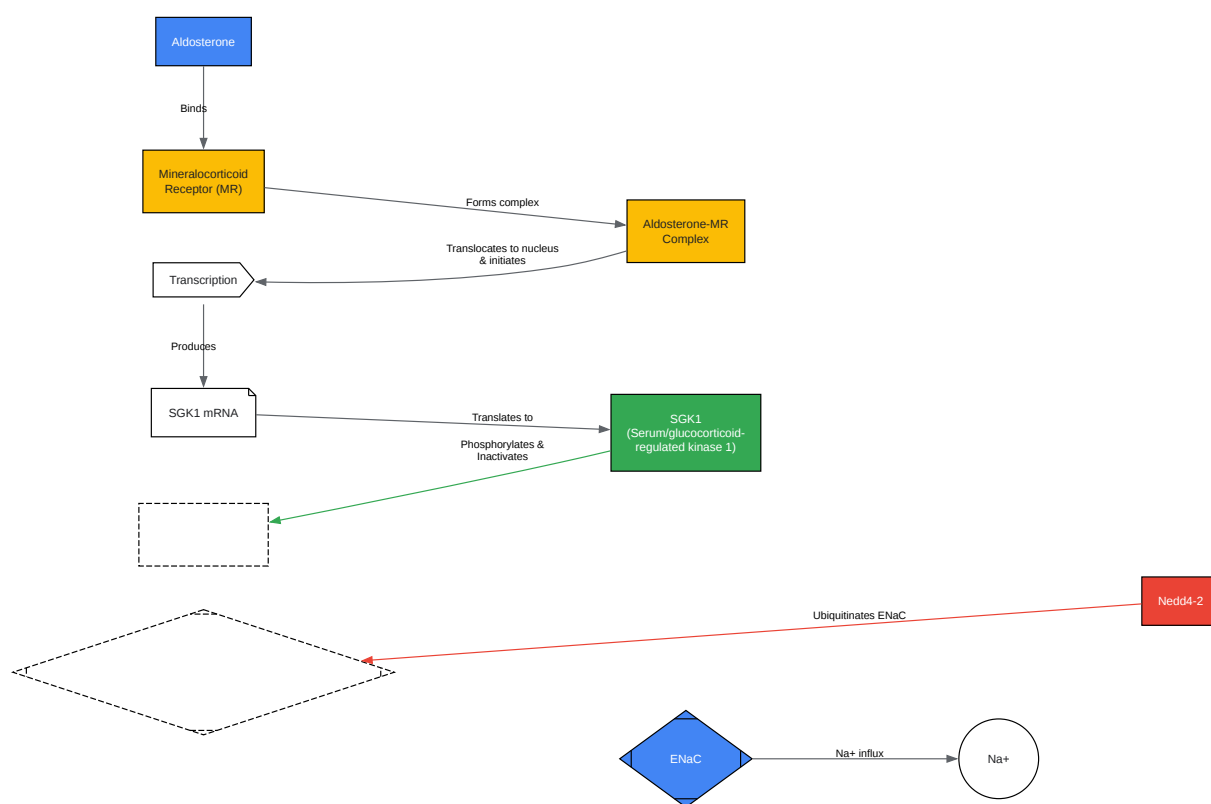 Aldosterone
Binds
Mineralocorticoid
Receptor (MR)
Forms complex
Aldosterone-MR
Complex
Translocates to nucleus
& initiates
Transcription
Produces
SGK1 mRNA
Translates to
SGK1
(Serum/glucocorticoid-
regulated kinase 1)
Phosphorylates &
Inactivates
Nedd4-2
Ubiquitinates ENaC
ENaC
Na+ influx
Na+